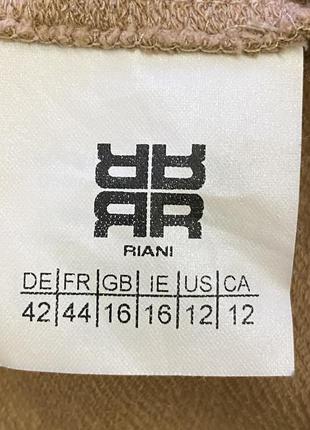 RIANI
DE FR GB IE US CA
42 44 16 16 12 12